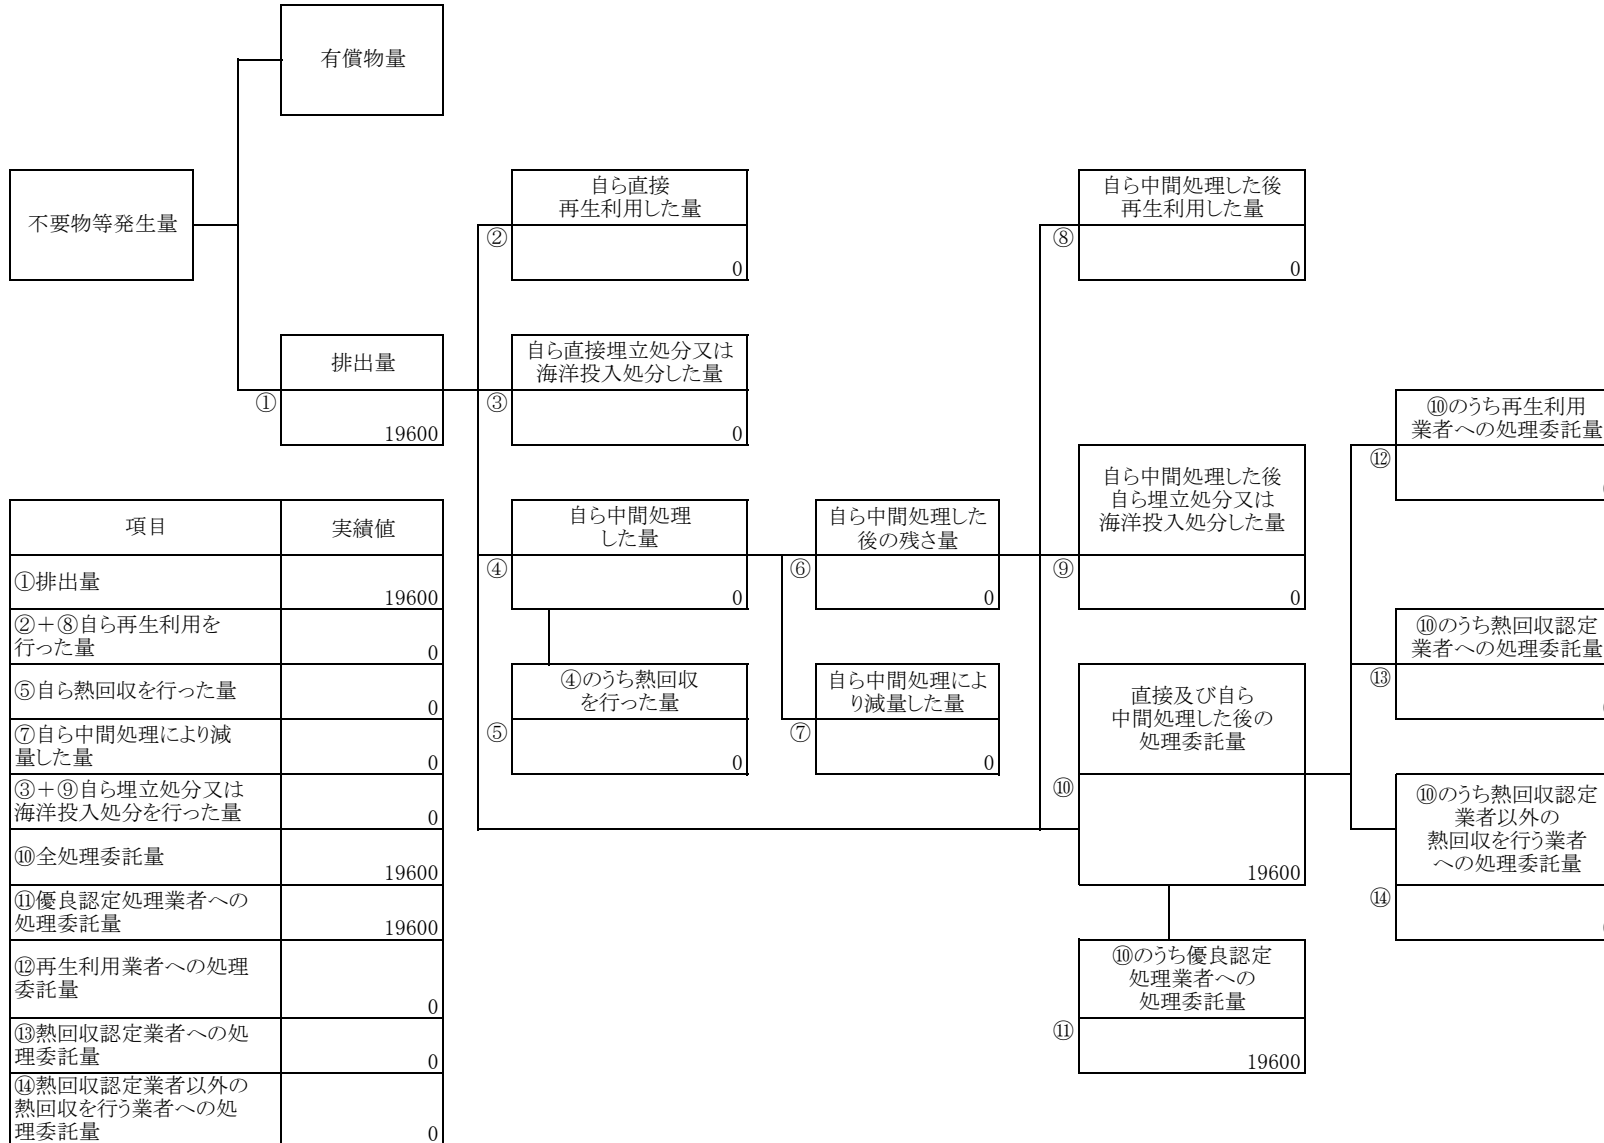 有償物量
不要物等発生量
自ら直接
再生利用した量
②
0
自ら中間処理した後
再生利用した量
⑧
0
排出量
①
19600
自ら直接埋立処分又は
海洋投入処分した量
③
0
⑩のうち再生利用
業者への処理委託量
⑫
自ら中間処理した後
自ら埋立処分又は
海洋投入処分した量
⑨
0
自ら中間処理
した量
④
0
自ら中間処理した
後の残さ量
⑥
0
⑩のうち熱回収認定
業者への処理委託量
⑬
④のうち熱回収
を行った量
⑤
0
自ら中間処理によ
り減量した量
⑦
0
直接及び自ら
中間処理した後の
処理委託量
⑩
19600
⑩のうち熱回収認定
業者以外の
熱回収を行う業者
への処理委託量
⑭
⑩のうち優良認定
処理業者への
処理委託量
⑪
19600
項目 実績値
①排出量
19600
②+⑧自ら再生利用を
行った量 0
⑤自ら熱回収を行った量
0
⑦自ら中間処理により減
量した量 0
③+⑨自ら埋立処分又は
海洋投入処分を行った量 0
⑩全処理委託量
19600
⑪優良認定処理業者への
処理委託量 19600
⑫再生利用業者への処理
委託量
0
⑬熱回収認定業者への処
理委託量 0
⑭熱回収認定業者以外の
熱回収を行う業者への処
理委託量 0